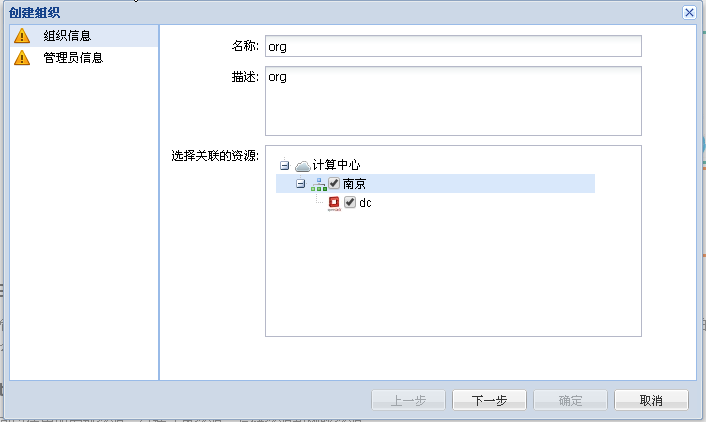 创建组织
组织信息
管理员信息
名称: org
描述: org
选择关联的资源:
计算中心
南京
dc
上一步 下一步 确定 取消